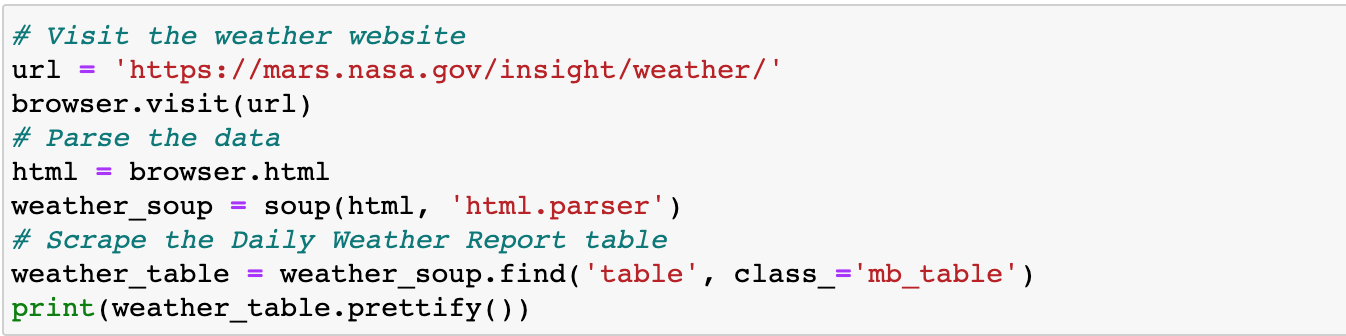 # Visit the weather website
url = 'https://mars.nasa.gov/insight/weather/'
browser.visit(url)
# Parse the data
html = browser.html
weather_soup = soup(html, 'html.parser')
# Scrape the Daily Weather Report table
weather_table = weather_soup.find('table', class_='mb_table')
print(weather_table.prettify())